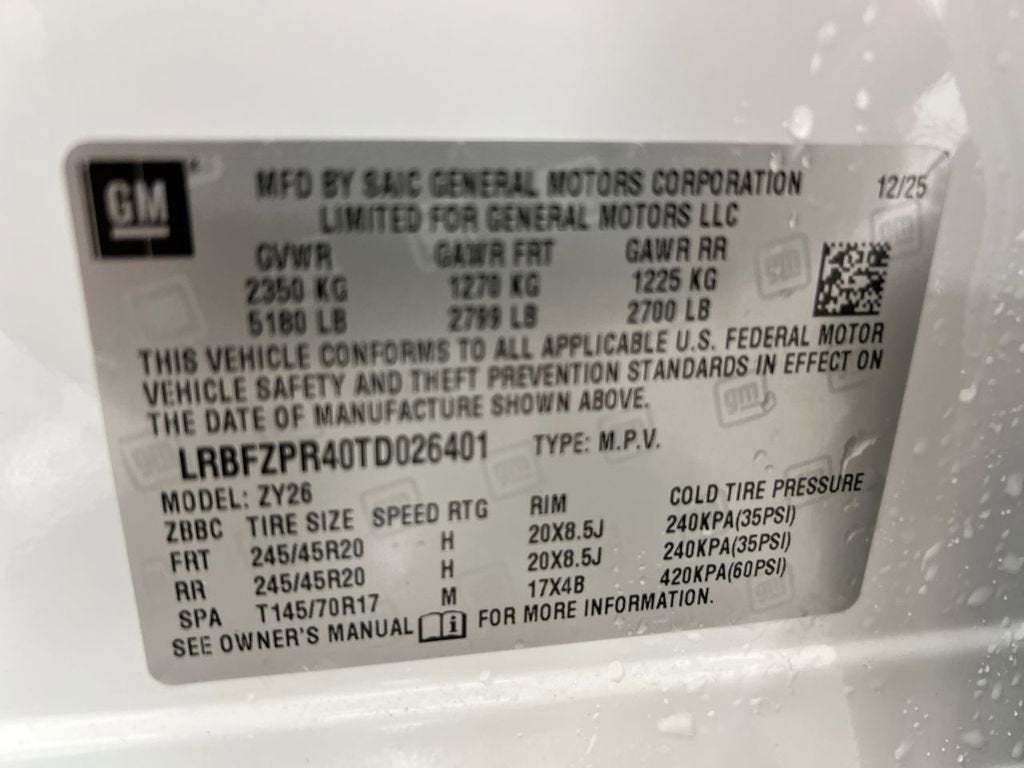 GM
MFD BY SAIC GENERAL MOTORS CORPORATION 12/25
LIMITED FOR GENERAL MOTORS LLC
GVWR GAWR FRT GAWR RR
2350 KG 1270 KG 1225 KG
5180 LB 2799 LB 2700 LB
THIS VEHICLE CONFORMS TO ALL APPLICABLE U.S. FEDERAL MOTOR
VEHICLE SAFETY AND THEFT PREVENTION STANDARDS IN EFFECT ON
THE DATE OF MANUFACTURE SHOWN ABOVE.
LRBFZPR40TD026401 TYPE: M.P.V.
MODEL: ZY26
ZBBC TIRE SIZE SPEED RTG RIM COLD TIRE PRESSURE
FRT 245/45R20 H 20X8.5J 240KPA(35PSI)
RR 245/45R20 H 20X8.5J 240KPA(35PSI)
SPA T145/70R17 M 17X4B 420KPA(60PSI)
SEE OWNER'S MANUAL i FOR MORE INFORMATION.